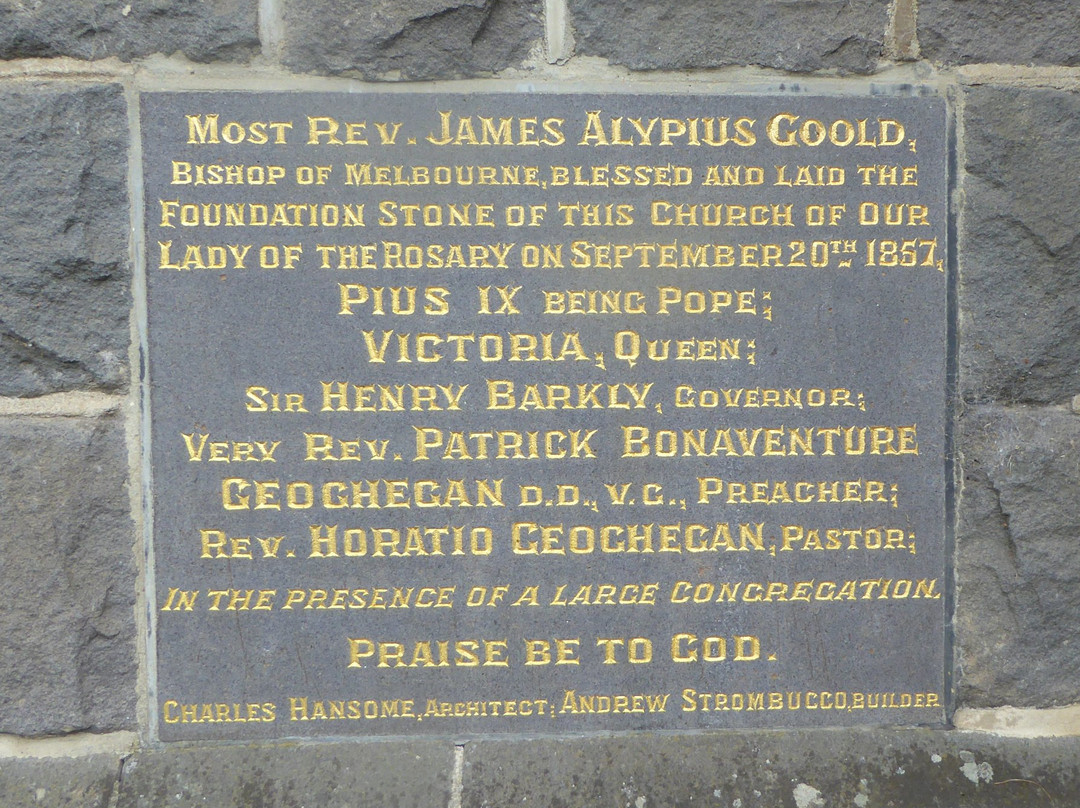 Most Rev. James Alypius Goold,
Bishop of Melbourne, blessed and laid the
Foundation Stone of this Church of Our
Lady of the Rosary on September 20th 1857,
Pius IX being Pope;
Victoria, Queen;
Sir Henry Barkly, Governor;
Very Rev. Patrick Bonaventure
Geoghegan D.D., V.G., Preacher;
Rev. Horatio Geoghegan, Pastor;
In the presence of a large congregation.
Praise be to God.
Charles Hansome, Architect; Andrew Strombucco, Builder